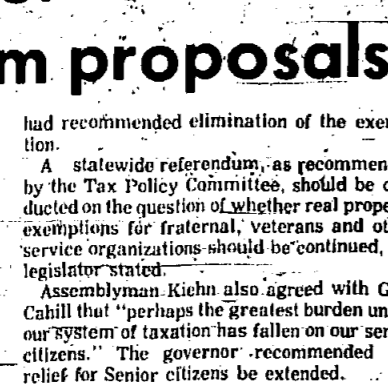 m proposals
had recommended elimination of the exe
tion.
A statewide referendum, as recommen
by the Tax Policy Committee, should be c
ducted on the question of whether real prope
exemptions for fraternal, veterans and ot
service organizations should be continued,
legislator stated.
Assemblyman Kiehn also agreed with G
Cahill that "perhaps the greatest burden un
our system of taxation has fallen on our sen
citizens." The governor recommended
relief for Senior citizens be extended.